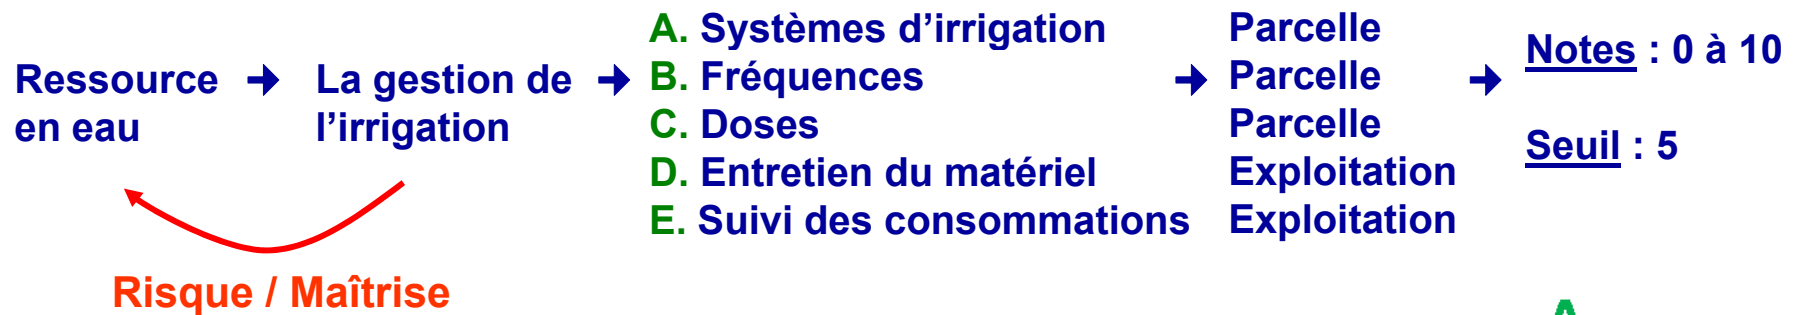 Ressource
en eau
La gestion de
l’irrigation
A. Systèmes d’irrigation
B. Fréquences
C. Doses
D. Entretien du matériel
E. Suivi des consommations
Parcelle
Parcelle
Parcelle
Exploitation
Exploitation
Notes : 0 à 10
Seuil : 5
Risque / Maîtrise